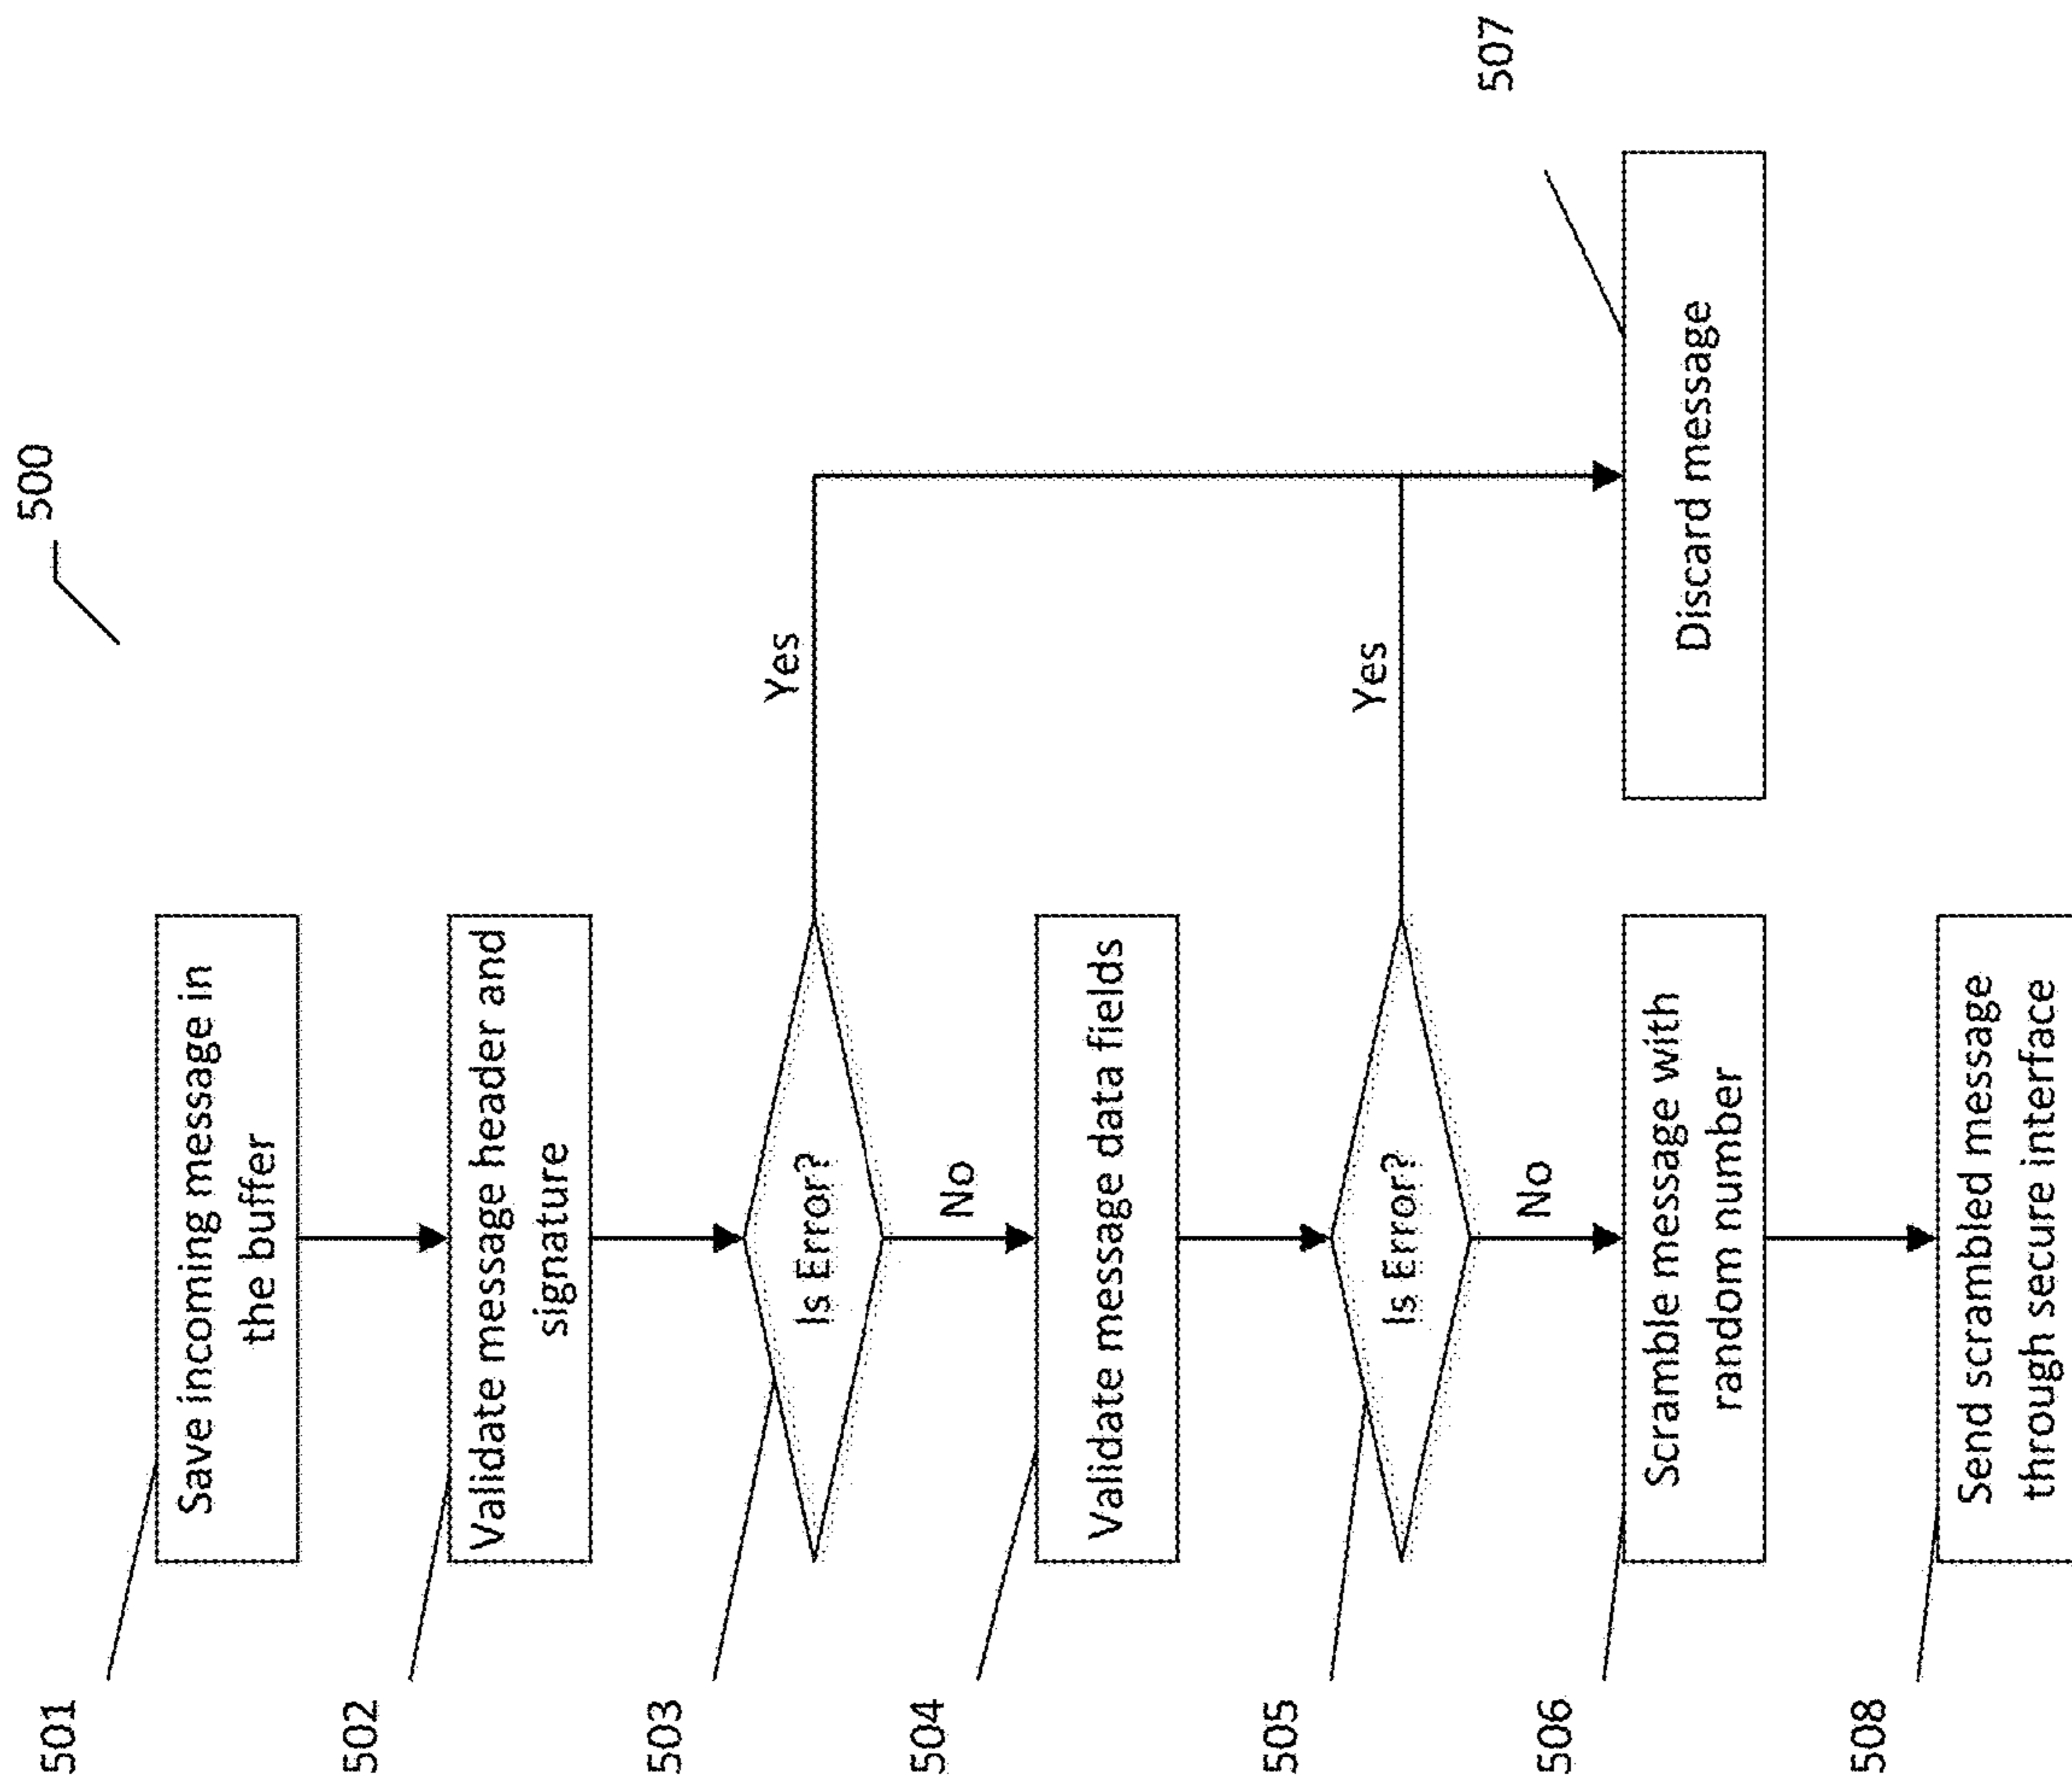 500
501
Save incoming message in
the buffer
502
Validate message header and
signature
503
Is Error?
Yes
No
504
Validate message data fields
505
Is Error?
Yes
No
506
Scramble message with
random number
507
Discard message
508
Send scrambled message
through secure interface